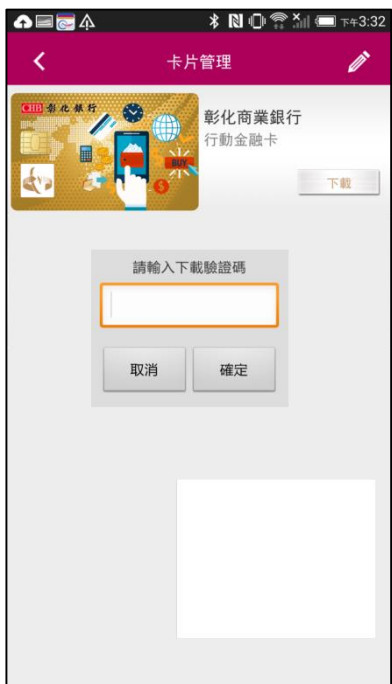 下午3:32
卡片管理
CHB 彰化銀行
BUY
$
彰化商業銀行
行動金融卡
下載
請輸入下載驗證碼
取消
確定